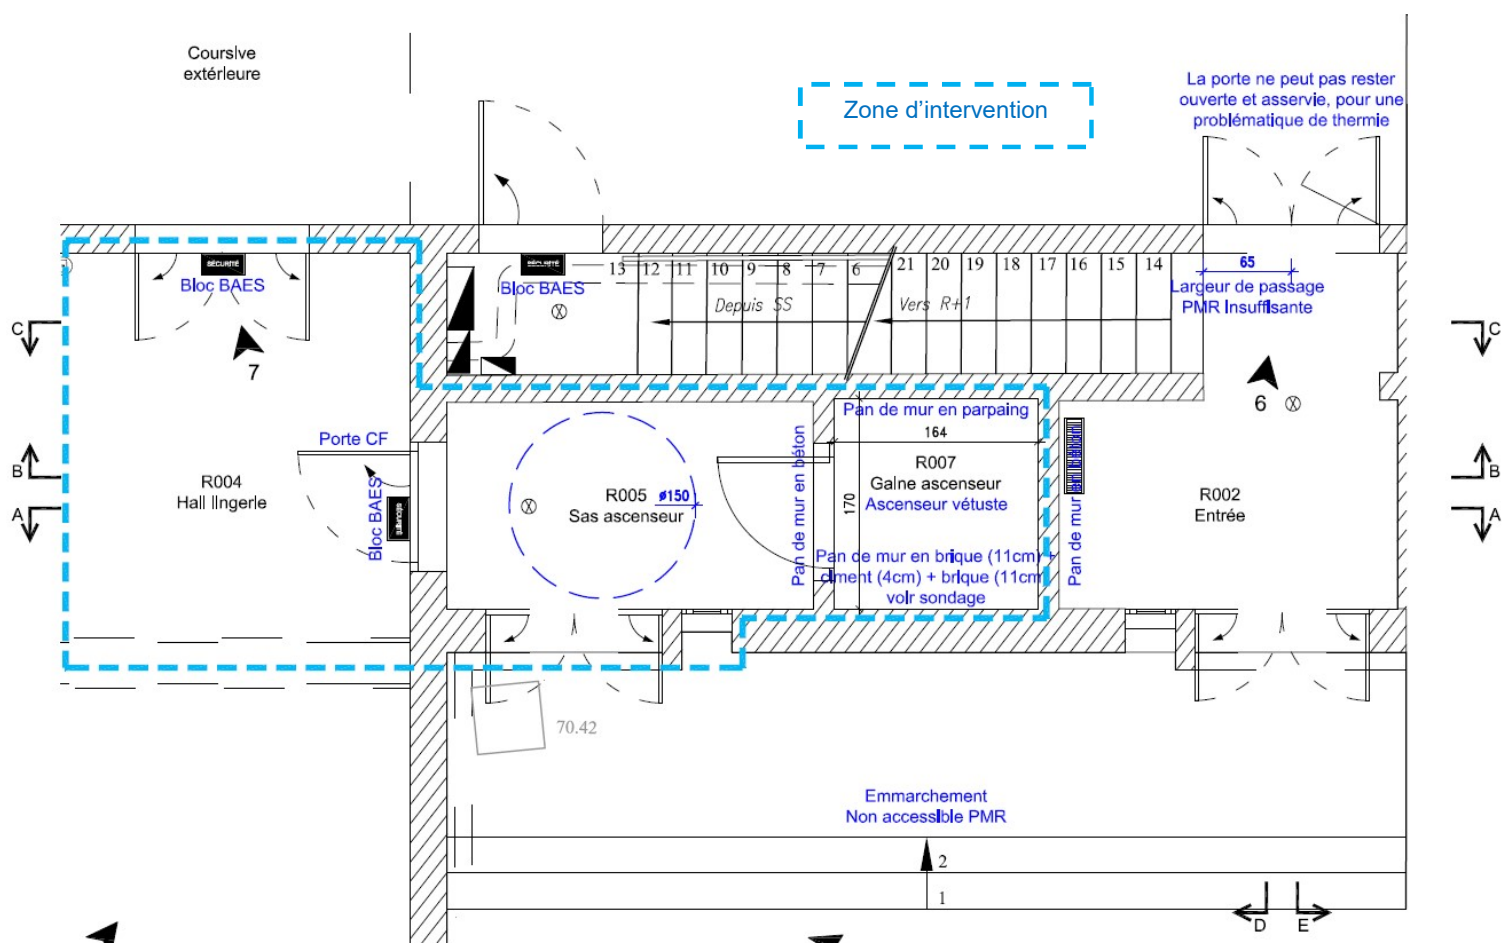 Coursive
extérieure
Zone d'intervention
La porte ne peut pas rester
ouverte et asservie, pour une
problématique de thermie
SÉCURITÉ
Bloc BAES
SÉCURITÉ
Bloc BAES
13 12 11 10 9 8 7 6 21 20 19 18 17 16 15 14
65
Largeur de passage
PMR Insuffisante
Depuis SS
Vers R+1
C
C
7
6
Pan de mur en parpaing
164
Porte CF
B
B
R004
Hall lingerie
R005
Sas ascenseur
ø150
R007
Gaine ascenseur
Ascenseur vétuste
170
R002
Entrée
A
A
Bloc BAES
SÉCURITÉ
Pan de mur en béton
Pan de mur en béton
Pan de mur en brique (11cm) +
ciment (4cm) + brique (11cm
voir sondage
70.42
Emmarchement
Non accessible PMR
2
1
D
E